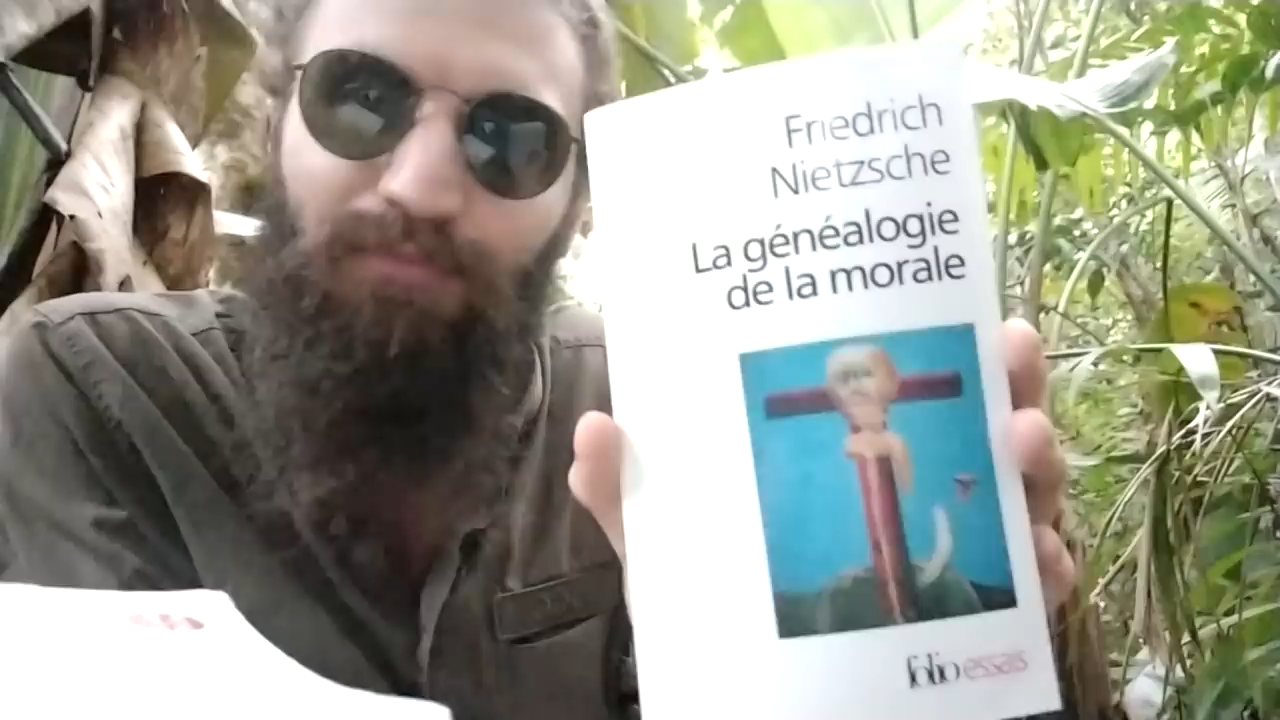 Friedrich
Nietzsche
La généalogie
de la morale
folio essais